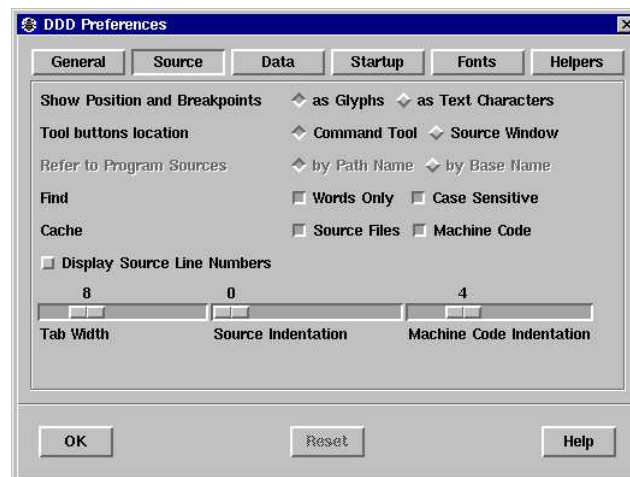 DDD Preferences
General Source Data Startup Fonts Helpers
Show Position and Breakpoints as Glyphs as Text Characters
Tool buttons location Command Tool Source Window
Refer to Program Sources by Path Name by Base Name
Find Words Only Case Sensitive
Cache Source Files Machine Code
Display Source Line Numbers
8 0 4
Tab Width Source Indentation Machine Code Indentation
OK Reset Help